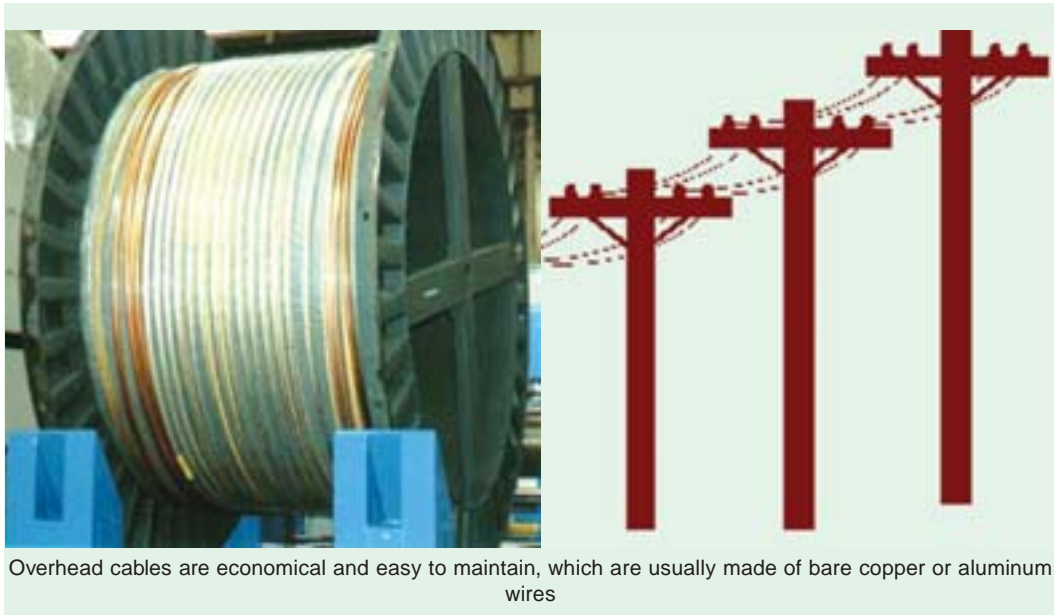 Overhead cables are economical and easy to maintain, which are usually made of bare copper or aluminum
wires